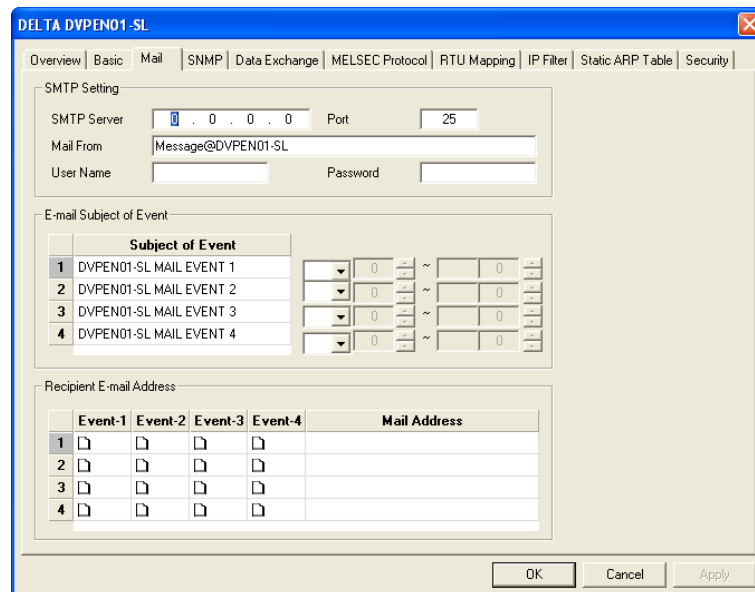 DELTA DVPEN01-SL
Overview Basic Mail SNMP Data Exchange MELSEC Protocol RTU Mapping IP Filter Static ARP Table Security
SMTP Setting
SMTP Server 0 . 0 . 0 . 0 Port 25
Mail From Message@DVPEN01-SL
User Name Password
E-mail Subject of Event
Subject of Event
1 DVPEN01-SL MAIL EVENT 1 0 ~ 0
2 DVPEN01-SL MAIL EVENT 2 0 ~ 0
3 DVPEN01-SL MAIL EVENT 3 0 ~ 0
4 DVPEN01-SL MAIL EVENT 4 0 ~ 0
Recipient E-mail Address
Event-1 Event-2 Event-3 Event-4 Mail Address
1
2
3
4
OK Cancel Apply